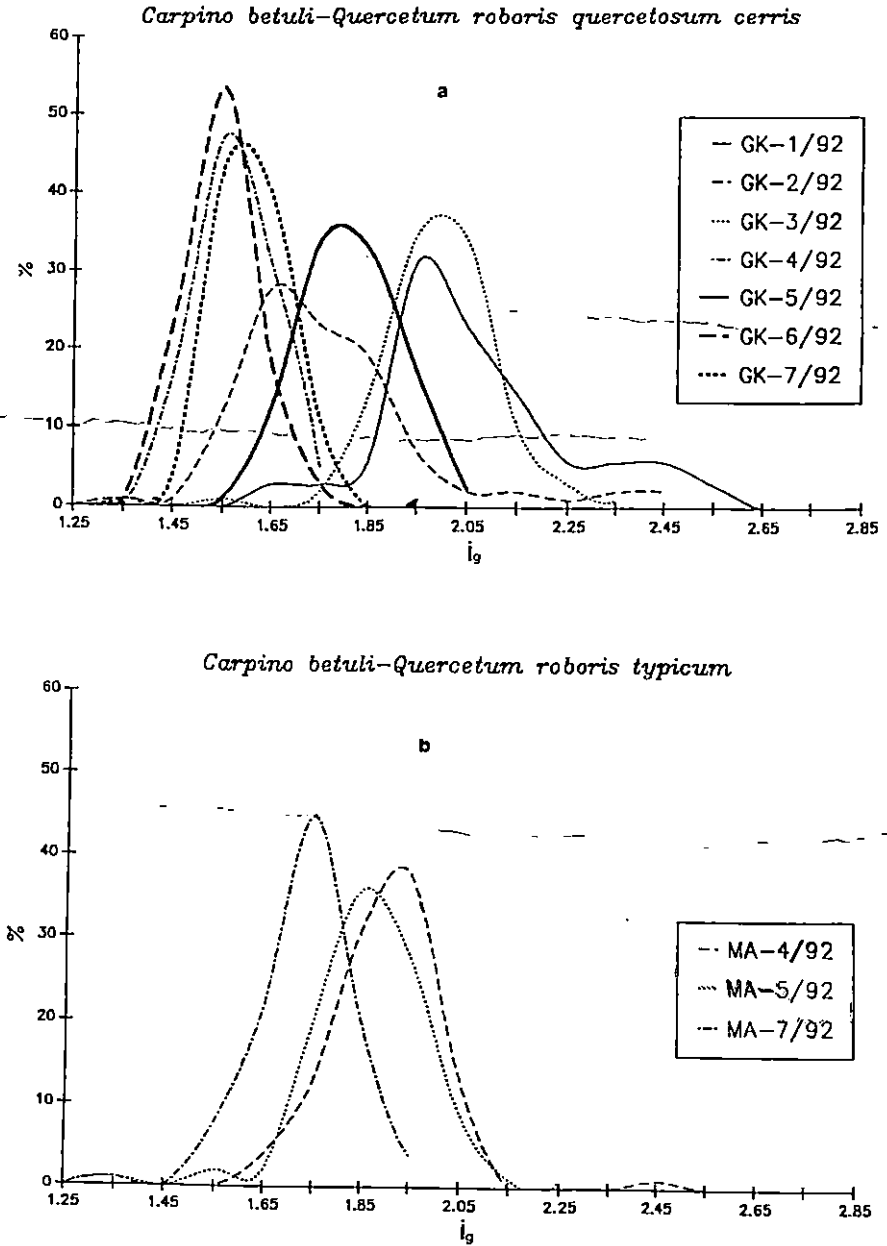 Carpino betuli-Quercetum roboris quercetosum cerris
a
60
50
40
30
20
10
0
%
GK-1/92
GK-2/92
GK-3/92
GK-4/92
GK-5/92
GK-6/92
GK-7/92
1.25 1.45 1.65 1.85 2.05 2.25 2.45 2.65 2.85
ig
Carpino betuli-Quercetum roboris typicum
b
60
50
40
30
20
10
0
%
MA-4/92
MA-5/92
MA-7/92
1.25 1.45 1.65 1.85 2.05 2.25 2.45 2.65 2.85
ig